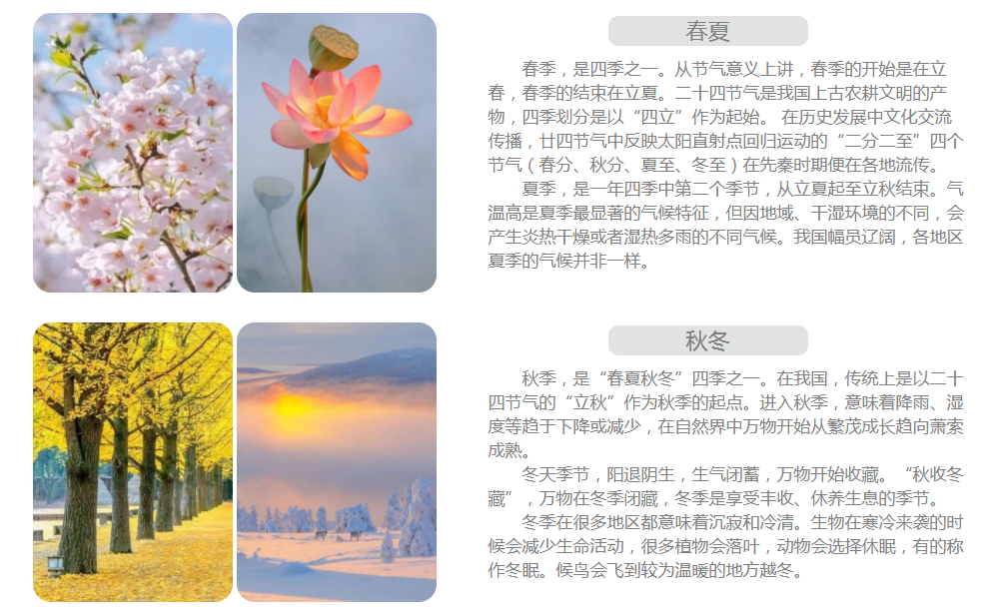 春夏
春季，是四季之一。从节气意义上讲，春季的开始是在立
春，春季的结束在立夏。二十四节气是我国上古农耕文明的产
物，四季划分是以“四立”作为起始。 在历史发展中文化交流
传播，廿四节气中反映太阳直射点回归运动的“二分二至”四个
节气（春分、秋分、夏至、冬至）在先秦时期便在各地流传。
夏季，是一年四季中第二个季节，从立夏起至立秋结束。气
温高是夏季最显著的气候特征，但因地域、干湿环境的不同，会
产生炎热干燥或者湿热多雨的不同气候。我国幅员辽阔，各地区
夏季的气候并非一样。
秋冬
秋季，是“春夏秋冬”四季之一。在我国，传统上是以二十
四节气的“立秋”作为秋季的起点。进入秋季，意味着降雨、湿
度等趋于下降或减少，在自然界中万物开始从繁茂成长趋向萧索
成熟。
冬天季节，阳退阴生，生气闭蓄，万物开始收藏。“秋收冬
藏”，万物在冬季闭藏，冬季是享受丰收、休养生息的季节。
冬季在很多地区都意味着沉寂和冷清。生物在寒冷来袭的时
候会减少生命活动，很多植物会落叶，动物会选择休眠，有的称
作冬眠。候鸟会飞到较为温暖的地方越冬。